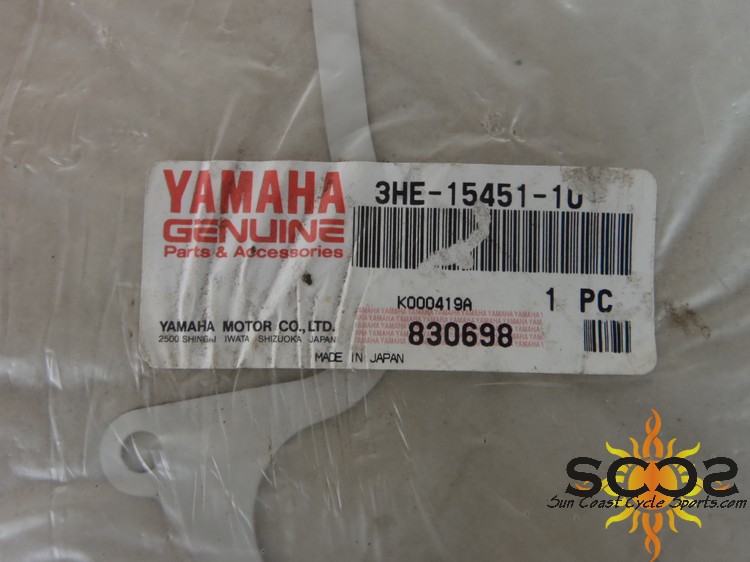 YAMAHA
GENUINE
Parts & Accessories
3HE-15451-10
K000419A
1 PC
YAMAHA MOTOR CO., LTD.
2500 SHINGAI IWATA SHIZUOKA JAPAN
830698
MADE IN JAPAN
SCCS
Sun Coast Cycle Sports.com